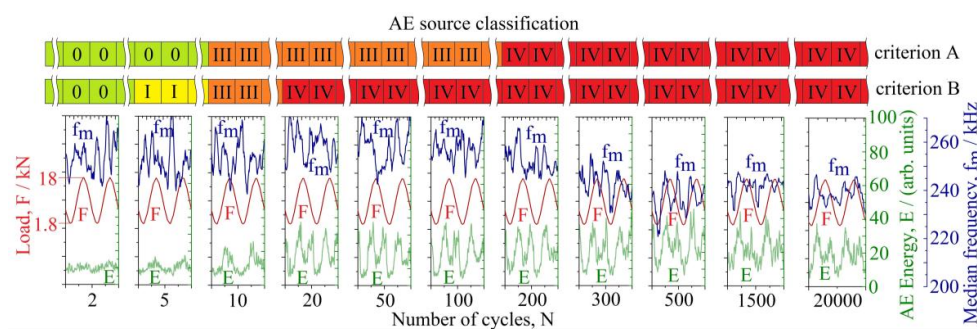 AE source classification
0 0 0 0 III III III III III III III III IV IV IV IV IV IV IV IV IV IV criterion A
0 0 I I III III IV IV IV IV IV IV IV IV IV IV IV IV IV IV IV IV criterion B
Load, F / kN
18
1.8
fm fm fm fm fm fm fm fm fm fm fm
F F F F F F F F F F F
E E E E E E E E E E E
100
80
60
40
20
0
AE Energy, E / (arb. units)
260
240
220
200
Median frequency, fm / kHz
2 5 10 20 50 100 200 300 500 1500 20000
Number of cycles, N